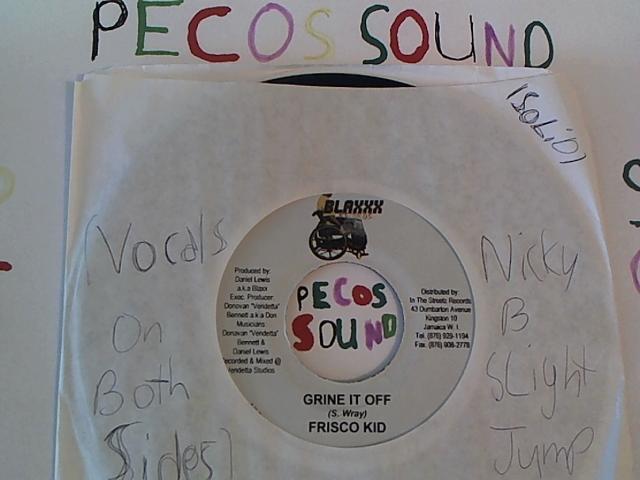 PECOS SOUND
(SOLiD)
BLAXXX
RECORDS
(Vocals
On
Both
Sides)
Nicky
B
SLight
Jump
Produced by:
Daniel Lewis
a.k.a Blaxx
Exec. Producer:
Donovan "Vendetta"
Bennett a.k.a Don
Musicians:
Donovan "Vendetta"
Bennett &
Daniel Lewis
Recorded & Mixed @
Vendetta Studios
PECOS
SOUND
Distributed by:
In The Streetz Records
43 Dumbarton Avenue
Kingston 10
Jamaica W. I.
Tel. (876) 929-1194
Fax. (876) 906-2778
GRINE IT OFF
(S. Wray)
FRISCO KID